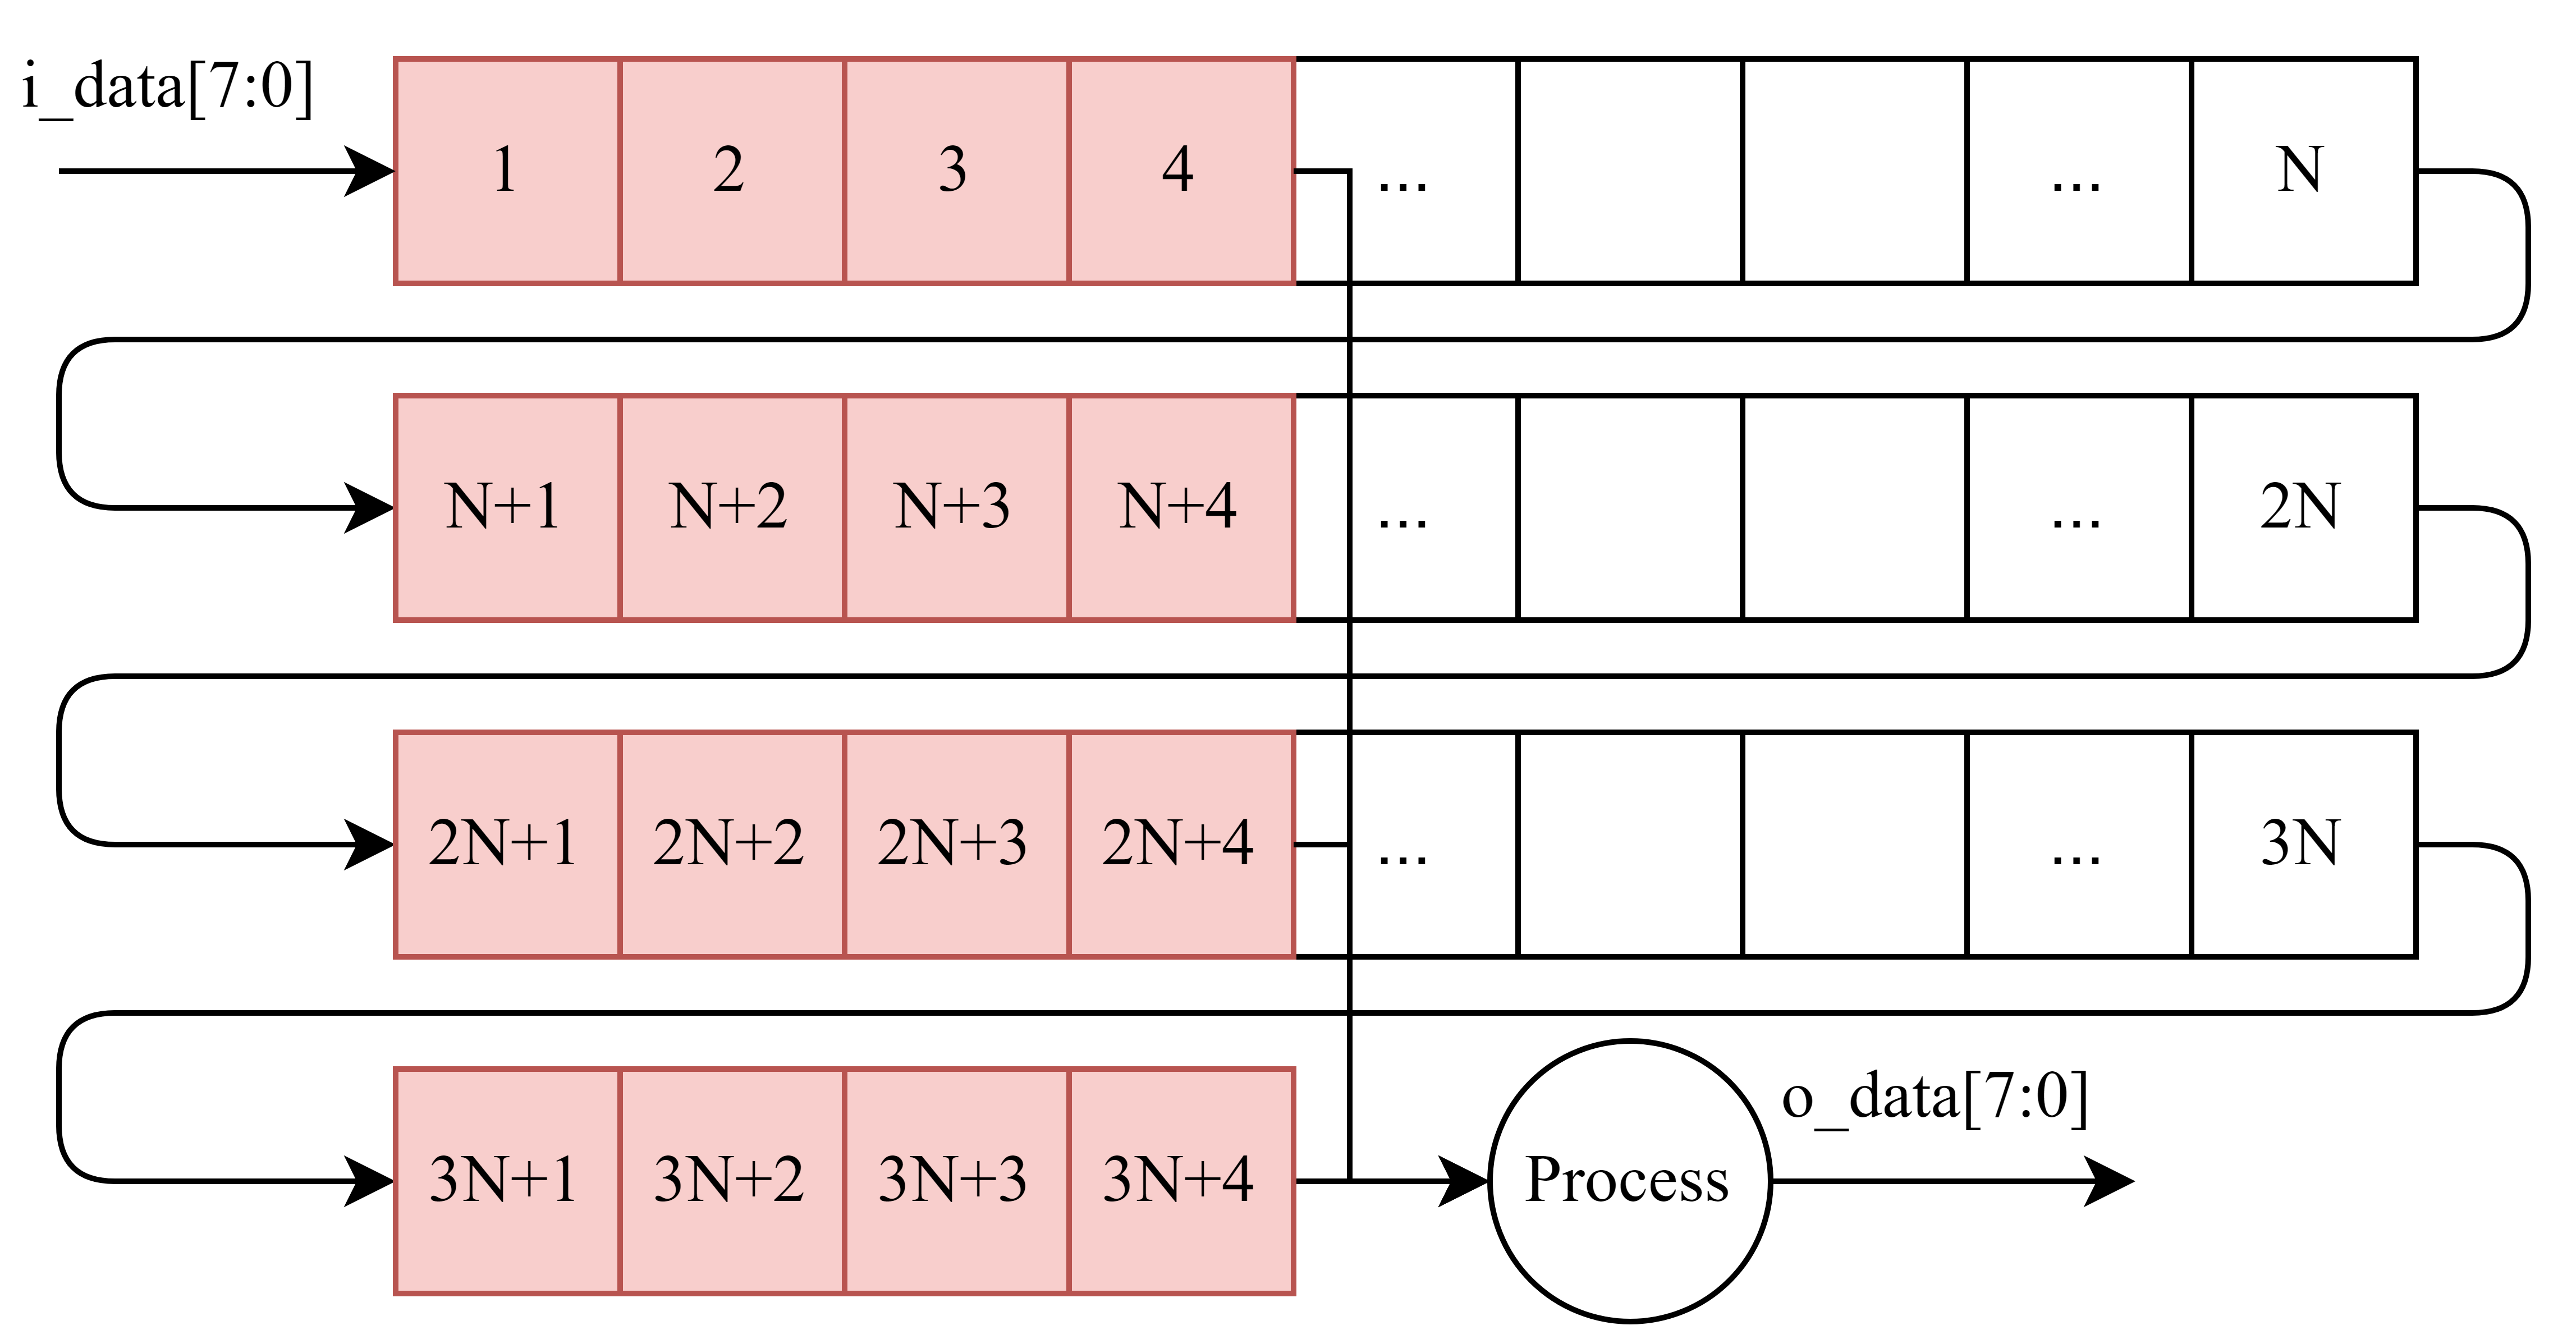 i_data[7:0]
1 2 3 4 ... ... N
N+1 N+2 N+3 N+4 ... ... 2N
2N+1 2N+2 2N+3 2N+4 ... ... 3N
3N+1 3N+2 3N+3 3N+4 Process o_data[7:0]